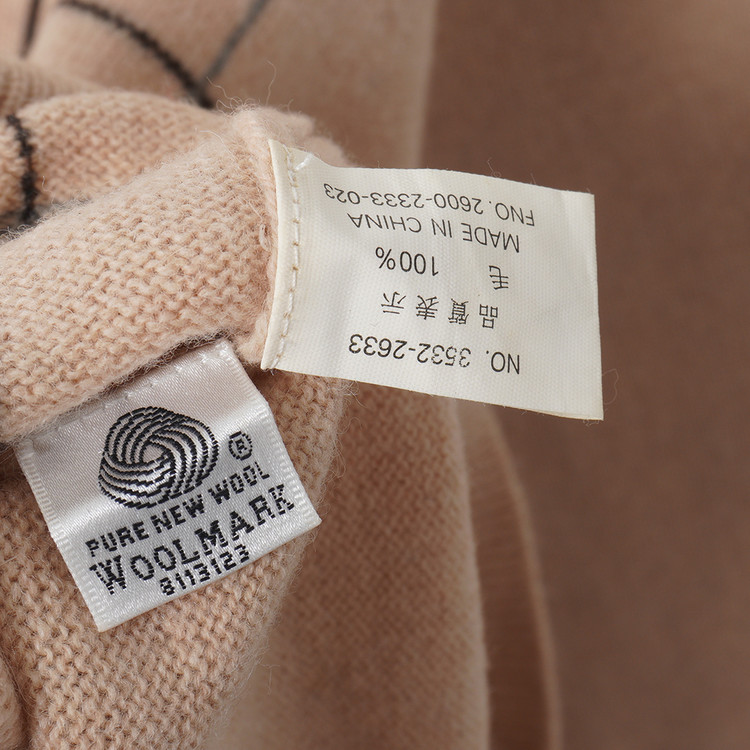 NO. 3532-2633
品質表示
毛 100%
MADE IN CHINA
FNO. 2600-2333-023
®
PURE NEW WOOL
WOOLMARK
8113123